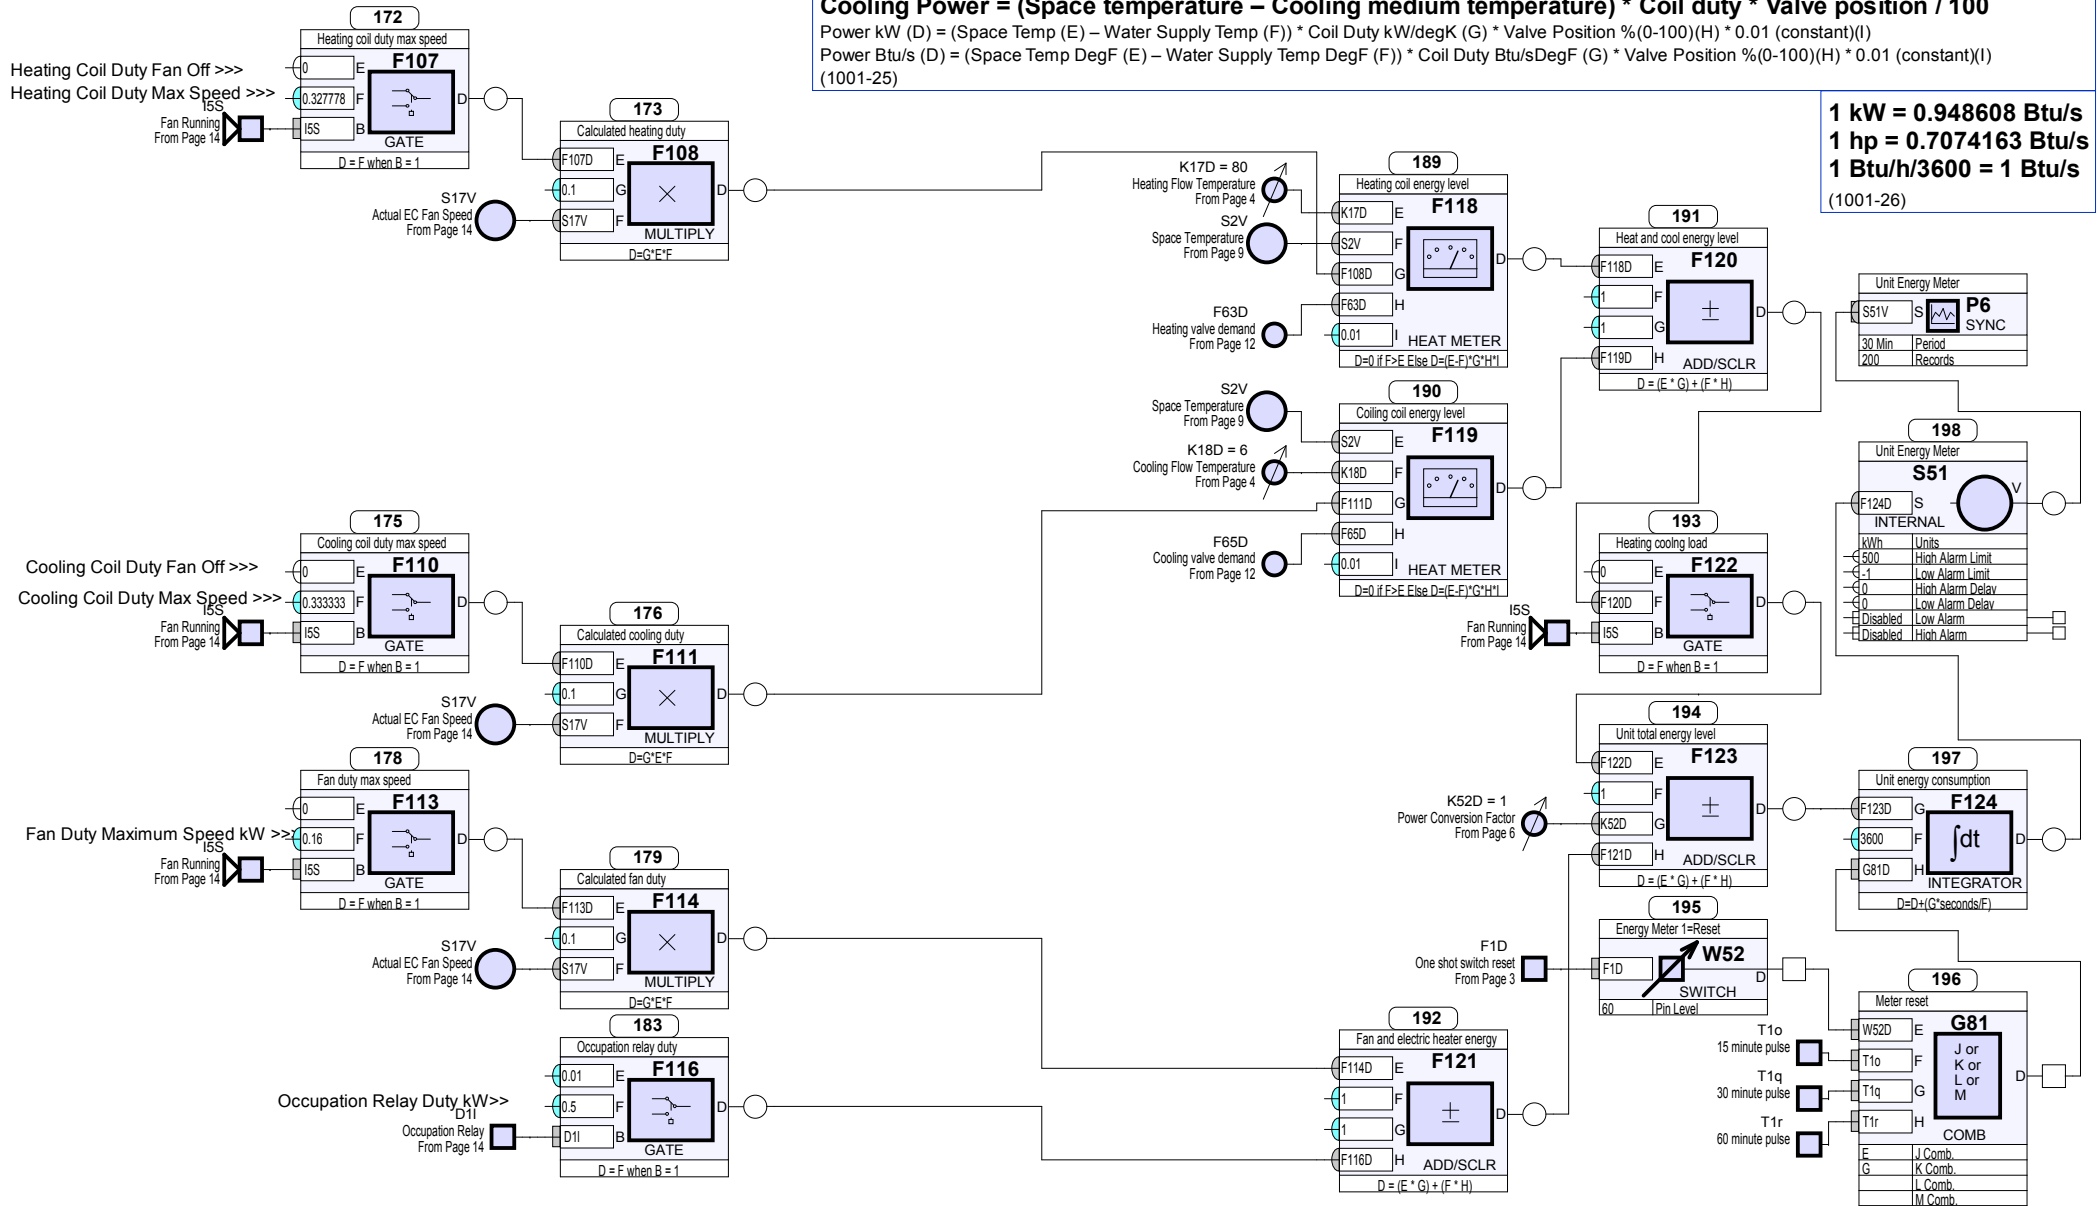 Cooling Power = (Space temperature – Cooling medium temperature) * Coil duty * Valve position / 100
Power kW (D) = (Space Temp (E) – Water Supply Temp (F)) * Coil Duty kW/degK (G) * Valve Position %(0-100)(H) * 0.01 (constant)(I)
Power Btu/s (D) = (Space Temp DegF (E) – Water Supply Temp DegF (F)) * Coil Duty Btu/sDegF (G) * Valve Position %(0-100)(H) * 0.01 (constant)(I)
(1001-25)
1 kW = 0.948608 Btu/s
1 hp = 0.7074163 Btu/s
1 Btu/h/3600 = 1 Btu/s
(1001-26)
172
Heating coil duty max speed
F107
Heating Coil Duty Fan Off >>>
0 E
Heating Coil Duty Max Speed >>>
0.327778 F
D
I5S
Fan Running
From Page 14
I5S B
GATE
D = F when B = 1
173
Calculated heating duty
F108
F107D E
0.1 G
D
S17V
Actual EC Fan Speed
From Page 14
S17V F
MULTIPLY
D=G*E*F
175
Cooling coil duty max speed
F110
Cooling Coil Duty Fan Off >>>
0 E
Cooling Coil Duty Max Speed >>>
0.333333 F
D
I5S
Fan Running
From Page 14
I5S B
GATE
D = F when B = 1
176
Calculated cooling duty
F111
F110D E
0.1 G
D
S17V
Actual EC Fan Speed
From Page 14
S17V F
MULTIPLY
D=G*E*F
178
Fan duty max speed
F113
0 E
Fan Duty Maximum Speed kW >>>
0.16 F
D
I5S
Fan Running
From Page 14
I5S B
GATE
D = F when B = 1
179
Calculated fan duty
F114
F113D E
0.1 G
D
S17V
Actual EC Fan Speed
From Page 14
S17V F
MULTIPLY
D=G*E*F
183
Occupation relay duty
F116
0.01 E
Occupation Relay Duty kW>>
0.5 F
D
D1I
Occupation Relay
From Page 14
D1I B
GATE
D = F when B = 1
189
Heating coil energy level
F118
K17D = 80
Heating Flow Temperature
From Page 4
K17D E
S2V
Space Temperature
From Page 9
S2V F
D
F108D G
F63D
Heating valve demand
From Page 12
F63D H
0.01 I
HEAT METER
D=0 if F>E Else D=(E-F)*G*H*I
190
Coiling coil energy level
F119
S2V
Space Temperature
From Page 9
S2V E
K18D = 6
Cooling Flow Temperature
From Page 4
K18D F
D
F111D G
F65D
Cooling valve demand
From Page 12
F65D H
0.01 I
HEAT METER
D=0 if F>E Else D=(E-F)*G*H*I
191
Heat and cool energy level
F120
F118D E
1 F
D
1 G
F119D H
ADD/SCLR
D = (E * G) + (F * H)
192
Fan and electric heater energy
F121
F114D E
1 F
D
1 G
F116D H
ADD/SCLR
D = (E * G) + (F * H)
193
Heating coolng load
F122
0 E
F120D F
D
I5S
Fan Running
From Page 14
I5S B
GATE
D = F when B = 1
194
Unit total energy level
F123
F122D E
1 F
D
K52D = 1
Power Conversion Factor
From Page 6
K52D G
F121D H
ADD/SCLR
D = (E * G) + (F * H)
195
Energy Meter 1=Reset
W52
F1D
One shot switch reset
From Page 3
F1D
D
SWITCH
60 Pin Level
Unit Energy Meter
P6
S51V S
SYNC
30 Min Period
200 Records
198
Unit Energy Meter
S51
V
F124D S
INTERNAL
kWh Units
500 High Alarm Limit
-1 Low Alarm Limit
0 High Alarm Delay
0 Low Alarm Delay
Disabled Low Alarm
Disabled High Alarm
197
Unit energy consumption
F124
F123D G
3600 F
∫dt
D
G81D H
INTEGRATOR
D=D+(G*seconds/F)
196
Meter reset
G81
W52D E
T1o
15 minute pulse
T1o F
T1q
30 minute pulse
T1q G
T1r
60 minute pulse
T1r H
J or
K or
L or
M
D
COMB
E J Comb.
G K Comb.
L Comb.
M Comb.